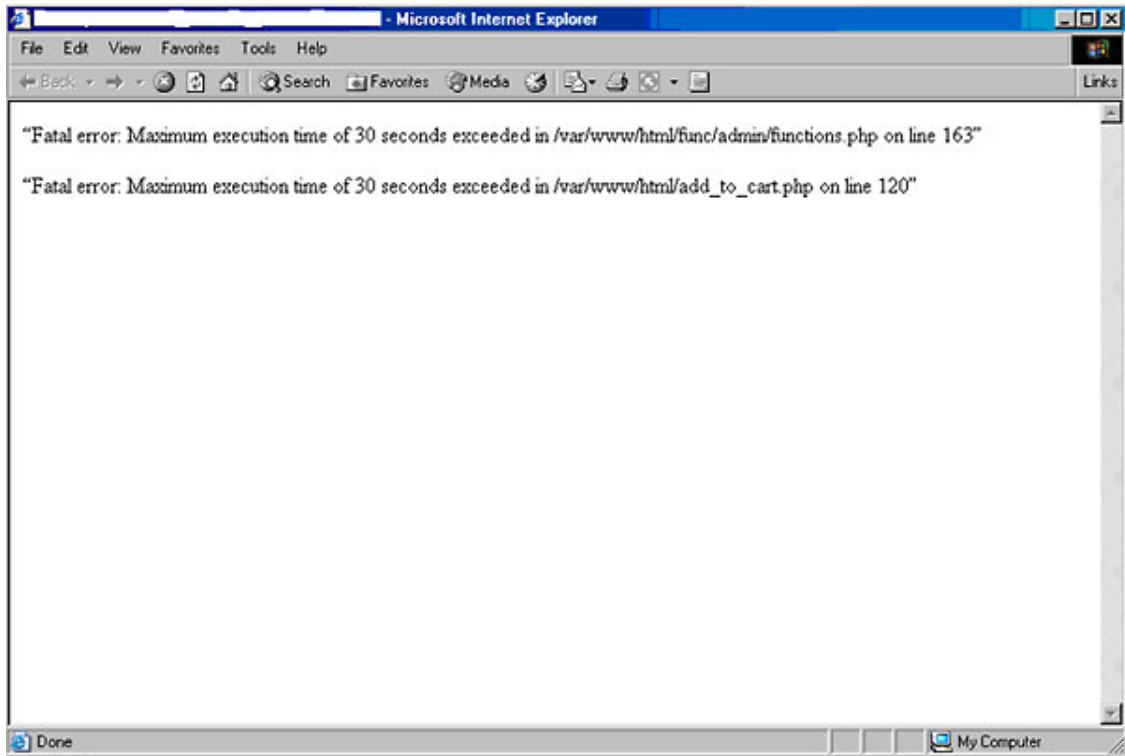 - Microsoft Internet Explorer
File Edit View Favorites Tools Help
Back Search Favorites Media Links
“Fatal error: Maximum execution time of 30 seconds exceeded in /var/www/html/func/admin/functions.php on line 163”
“Fatal error: Maximum execution time of 30 seconds exceeded in /var/www/html/add_to_cart.php on line 120”
Done My Computer